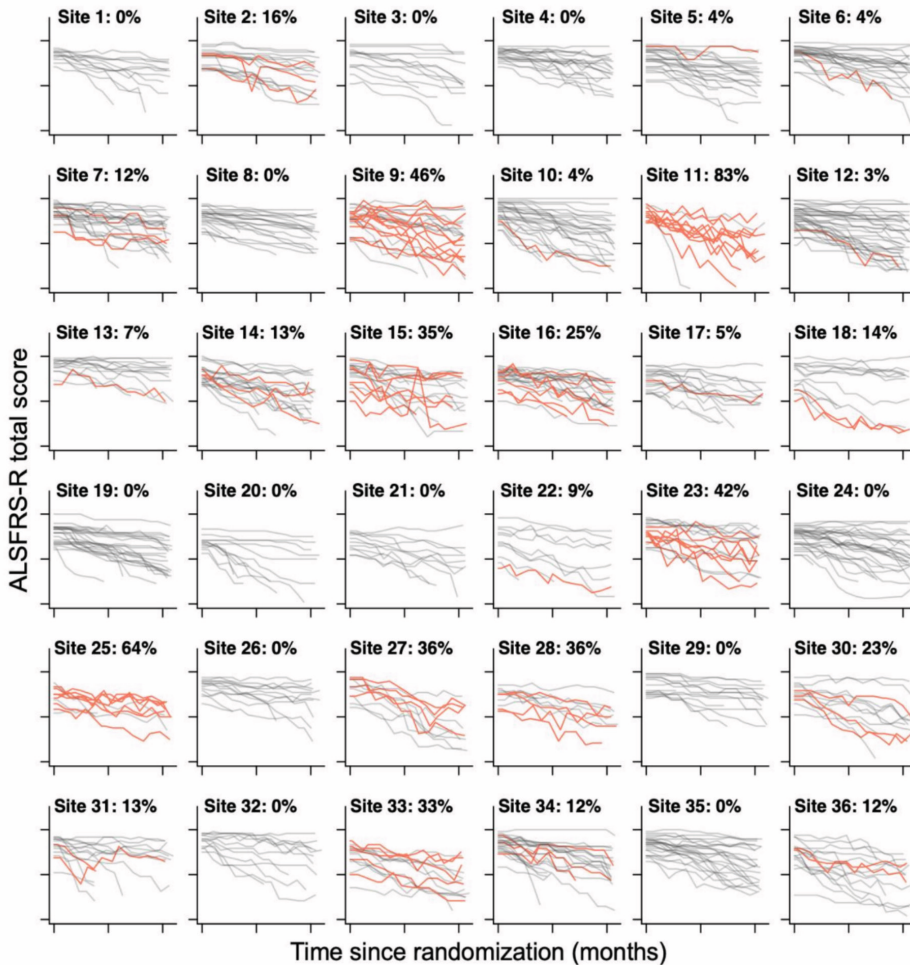 Site 1: 0% Site 2: 16% Site 3: 0% Site 4: 0% Site 5: 4% Site 6: 4%
Site 7: 12% Site 8: 0% Site 9: 46% Site 10: 4% Site 11: 83% Site 12: 3%
Site 13: 7% Site 14: 13% Site 15: 35% Site 16: 25% Site 17: 5% Site 18: 14%
ALSFRS-R total score
Site 19: 0% Site 20: 0% Site 21: 0% Site 22: 9% Site 23: 42% Site 24: 0%
Site 25: 64% Site 26: 0% Site 27: 36% Site 28: 36% Site 29: 0% Site 30: 23%
Site 31: 13% Site 32: 0% Site 33: 33% Site 34: 12% Site 35: 0% Site 36: 12%
Time since randomization (months)